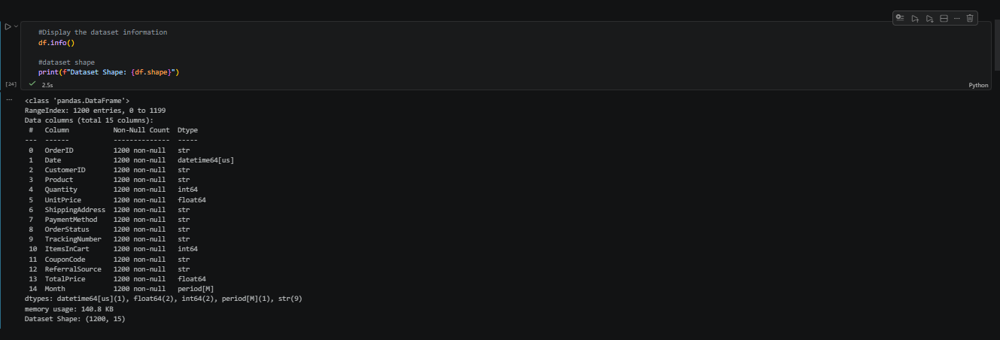 #Display the dataset information
df.info()
#dataset shape
print(f"Dataset Shape: {df.shape}")
[24]
2.5s
Python
<class 'pandas.DataFrame'>
RangeIndex: 1200 entries, 0 to 1199
Data columns (total 15 columns):
 #   Column           Non-Null Count  Dtype
---  ------           --------------  -----
 0   OrderID          1200 non-null   str
 1   Date             1200 non-null   datetime64[us]
 2   CustomerID       1200 non-null   str
 3   Product          1200 non-null   str
 4   Quantity         1200 non-null   int64
 5   UnitPrice        1200 non-null   float64
 6   ShippingAddress  1200 non-null   str
 7   PaymentMethod    1200 non-null   str
 8   OrderStatus      1200 non-null   str
 9   TrackingNumber   1200 non-null   str
 10  ItemsInCart      1200 non-null   int64
 11  CouponCode       1200 non-null   str
 12  ReferralSource   1200 non-null   str
 13  TotalPrice       1200 non-null   float64
 14  Month            1200 non-null   period[M]
dtypes: datetime64[us](1), float64(2), int64(2), period[M](1), str(9)
memory usage: 140.8 KB
Dataset Shape: (1200, 15)